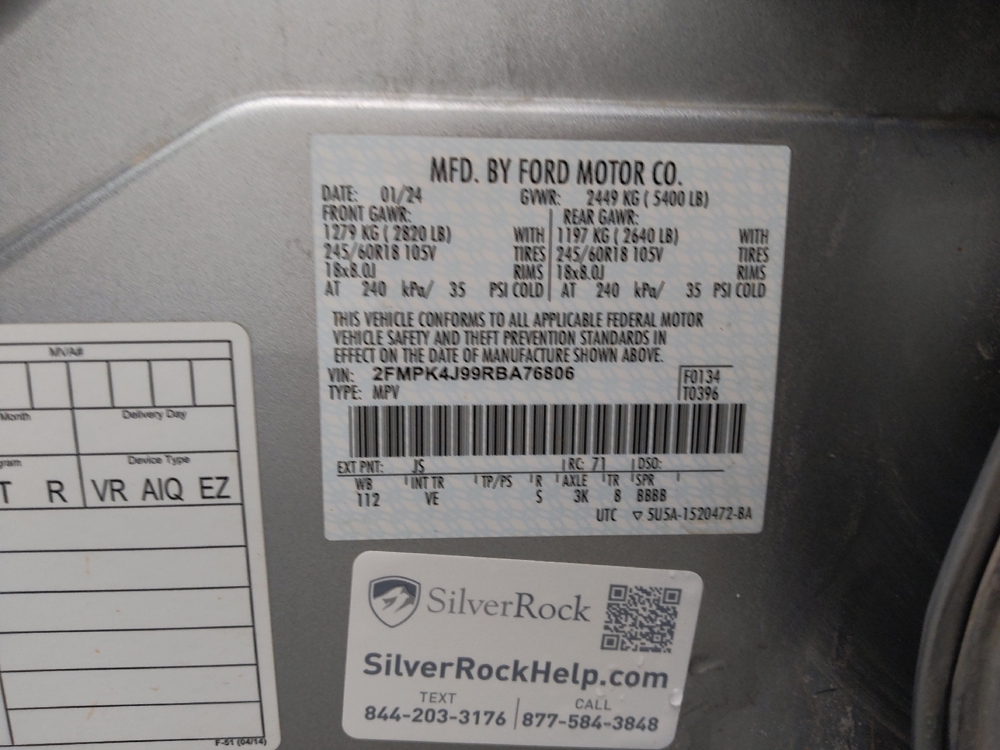 MFD. BY FORD MOTOR CO.
DATE: 01/24 GVWR: 2449 KG ( 5400 LB)
FRONT GAWR: REAR GAWR:
1279 KG ( 2820 LB) WITH 1197 KG ( 2640 LB) WITH
245/60R18 105V TIRES 245/60R18 105V TIRES
18x8.0J RIMS 18x8.0J RIMS
AT 240 kPa/ 35 PSI COLD AT 240 kPa/ 35 PSI COLD
THIS VEHICLE CONFORMS TO ALL APPLICABLE FEDERAL MOTOR
VEHICLE SAFETY AND THEFT PREVENTION STANDARDS IN
EFFECT ON THE DATE OF MANUFACTURE SHOWN ABOVE.
VIN: 2FMPK4J99RBA76806 F0134
TYPE: MPV T0396
EXT PNT: JS RC: 71 DSO:
WB INT TR TP/PS R AXLE TR SPR
112 VE 5 3K 8 BBBB
UTC ▽ 5U5A-1520472-BA
MVA#
Month Delivery Day
gram Device Type
T R VR AIQ EZ
F-51 (04/14)
SilverRock
SilverRockHelp.com
TEXT CALL
844-203-3176 877-584-3848